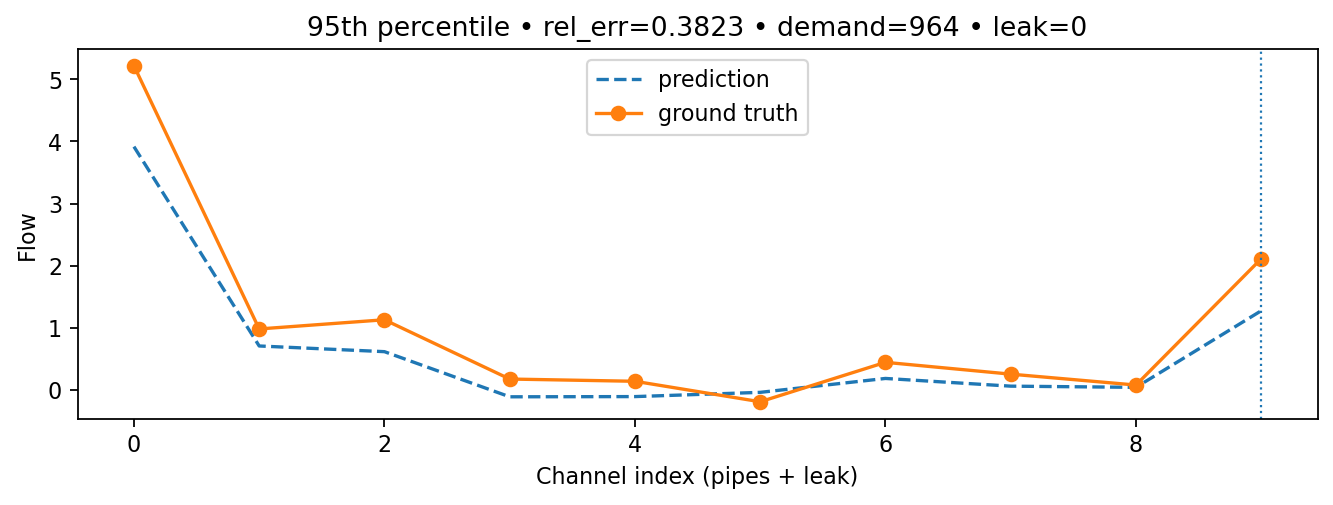 95th percentile • rel_err=0.3823 • demand=964 • leak=0
prediction
ground truth
Flow
5
4
3
2
1
0
0 2 4 6 8
Channel index (pipes + leak)